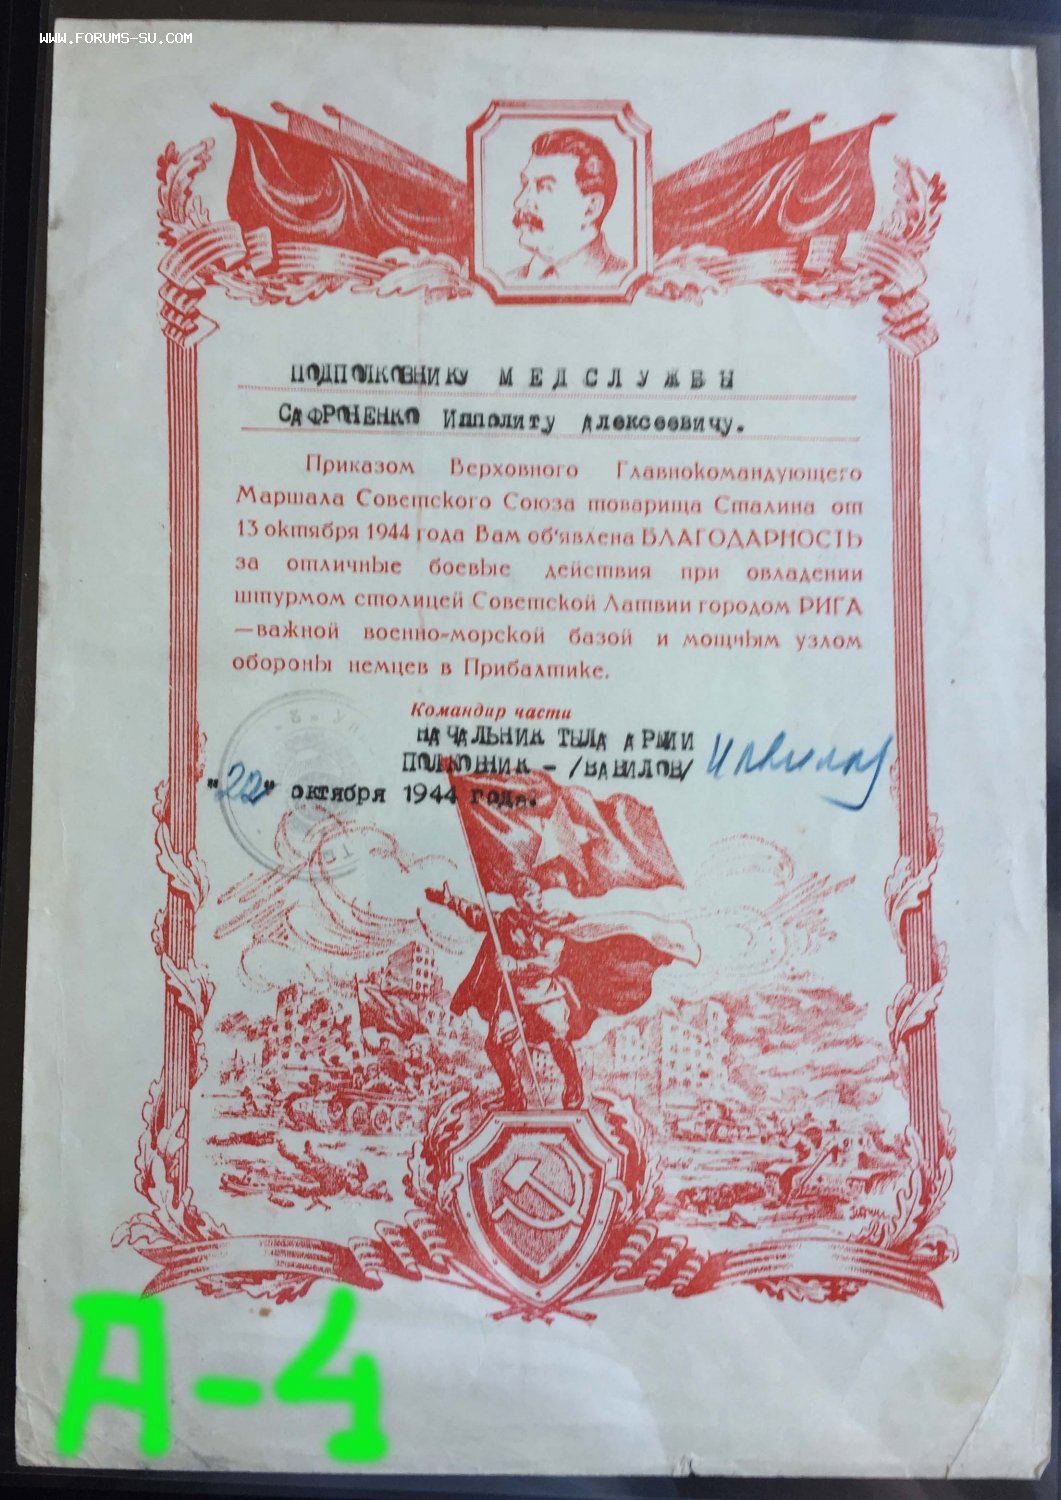 WWW.FORUMS-SU.COM
ПОДПОЛКОВНИКУ МЕДСЛУЖБЫ
САФРОНЕНКО Ипполиту Алексеевичу.
Приказом Верховного Главнокомандующего
Маршала Советского Союза товарища Сталина от
13 октября 1944 года Вам об'явлена БЛАГОДАРНОСТЬ
за отличные боевые действия при овладении
штурмом столицей Советской Латвии городом РИГА
—важной военно-морской базой и мощным узлом
обороны немцев в Прибалтике.
Командир части
НАЧАЛЬНИК ТЫЛА АРМИИ
ПОЛКОВНИК - /ВАВИЛОВ/
"22" октября 1944 года.
А-4